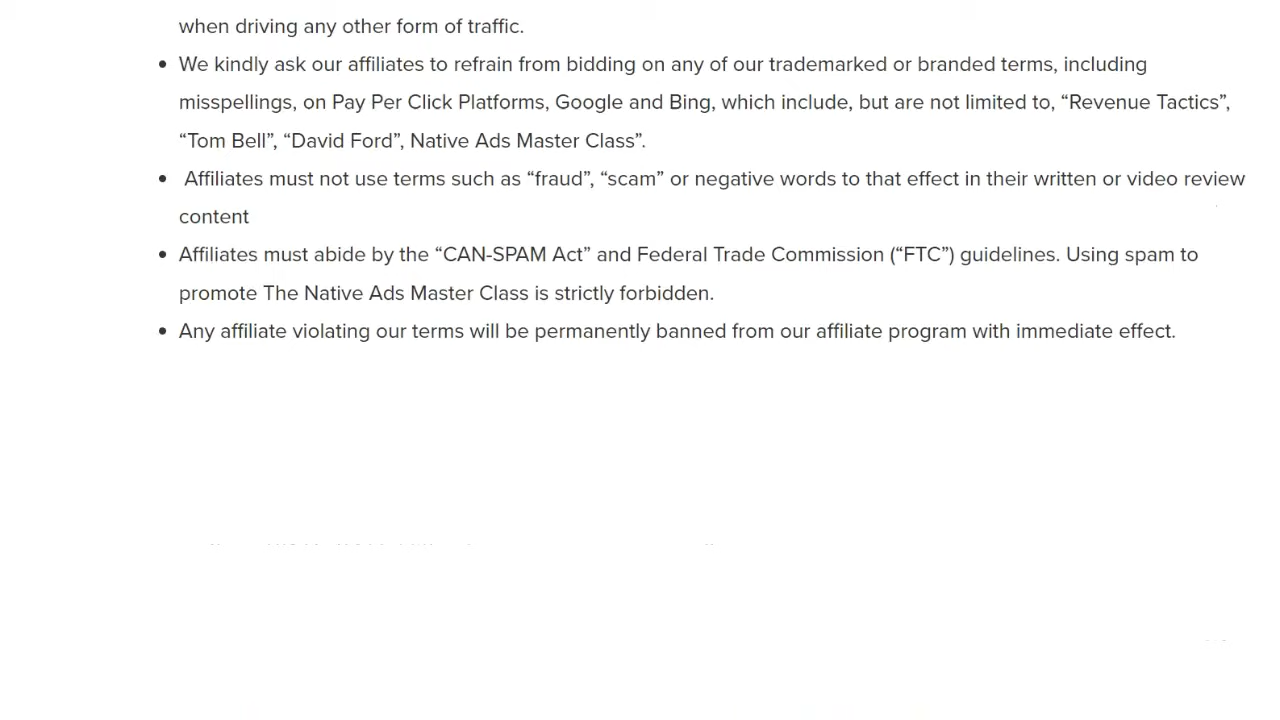 when driving any other form of traffic.
• We kindly ask our affiliates to refrain from bidding on any of our trademarked or branded terms, including
misspellings, on Pay Per Click Platforms, Google and Bing, which include, but are not limited to, “Revenue Tactics”,
“Tom Bell”, “David Ford”, Native Ads Master Class”.
• Affiliates must not use terms such as “fraud”, “scam” or negative words to that effect in their written or video review
content
• Affiliates must abide by the “CAN-SPAM Act” and Federal Trade Commission (“FTC”) guidelines. Using spam to
promote The Native Ads Master Class is strictly forbidden.
• Any affiliate violating our terms will be permanently banned from our affiliate program with immediate effect.